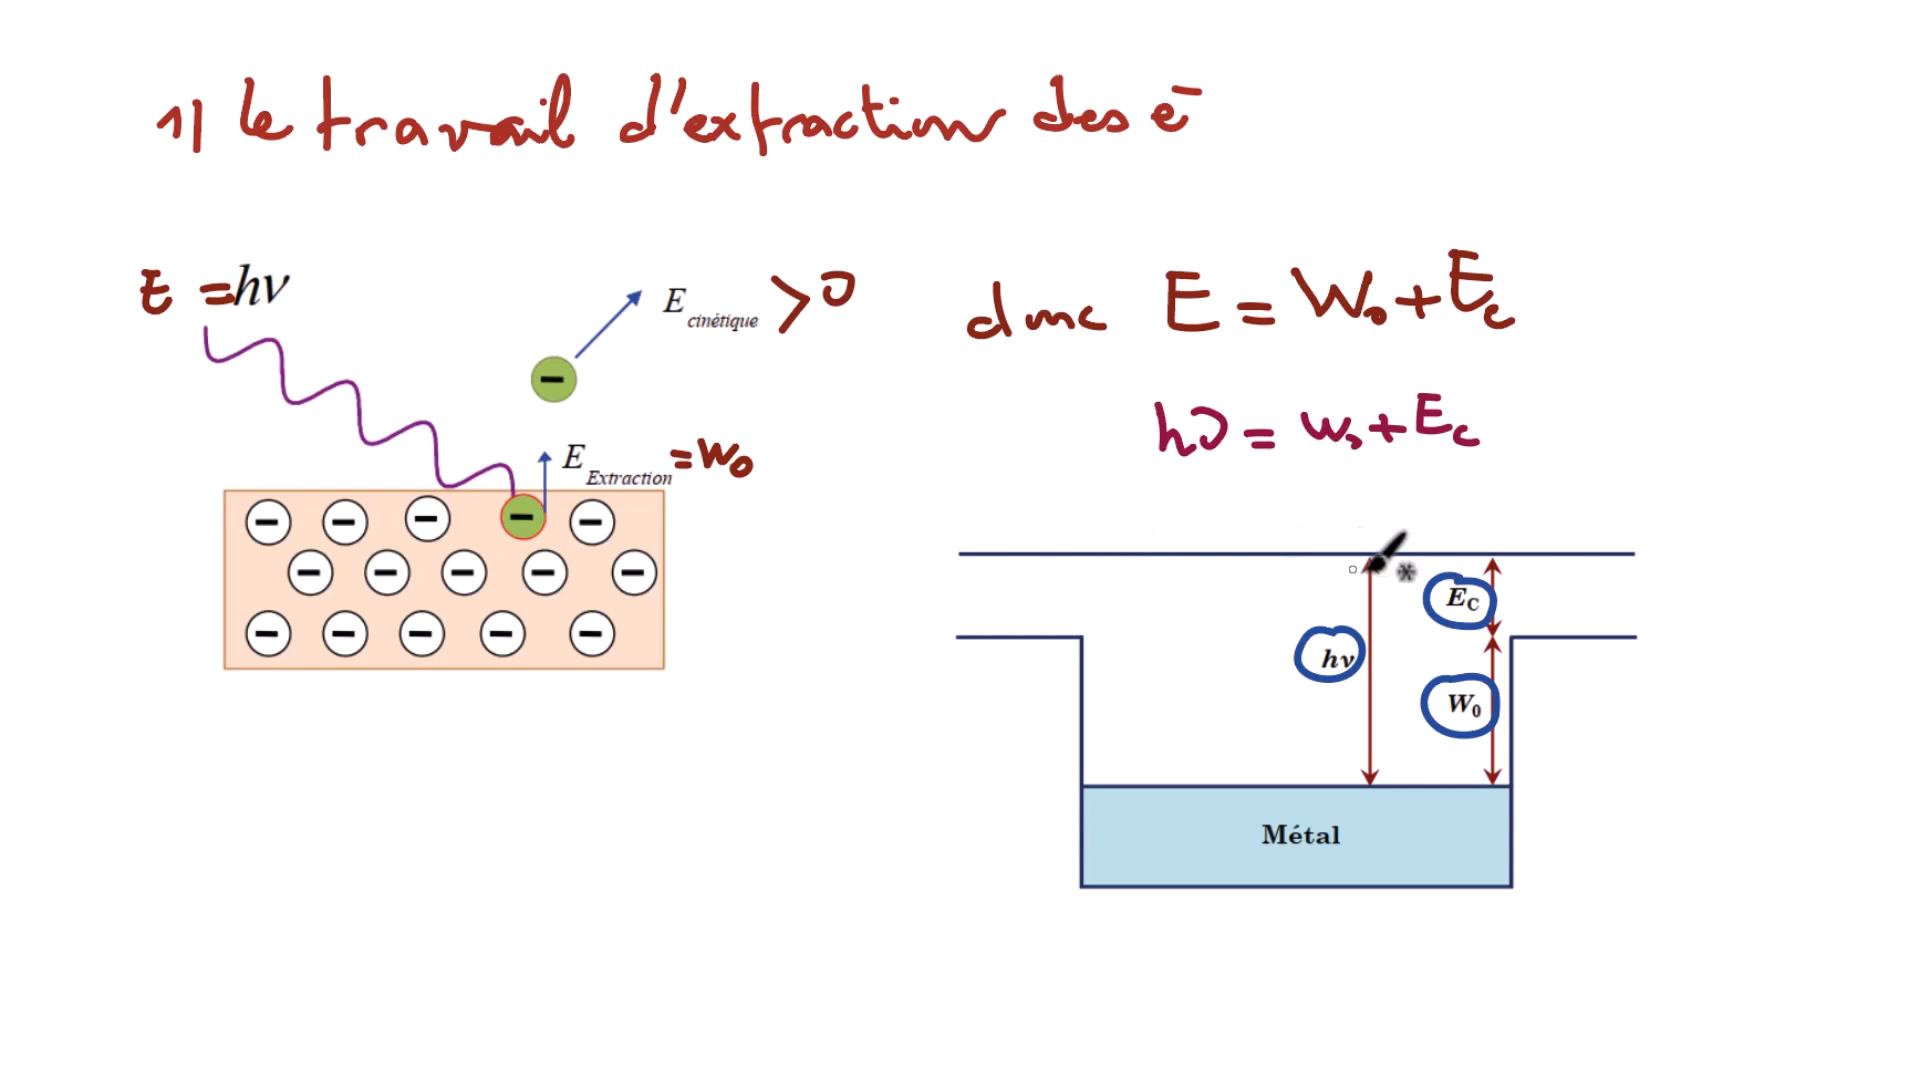 1) le travail d'extraction des e⁻
E = hν
E cinétique > 0
donc E = W₀ + Ec
hν = W₀ + Ec
E Extraction = W₀
Ec
hν
W₀
Métal